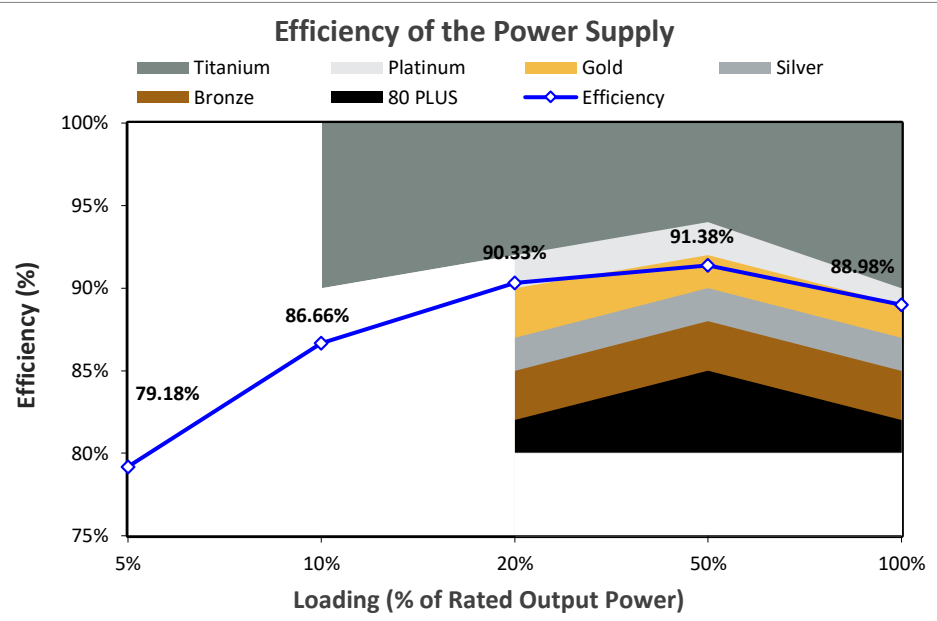 Efficiency of the Power Supply
Titanium Platinum Gold Silver
Bronze 80 PLUS Efficiency
100%
95%
90%
85%
80%
75%
Efficiency (%)
79.18%
86.66%
90.33%
91.38%
88.98%
5% 10% 20% 50% 100%
Loading (% of Rated Output Power)